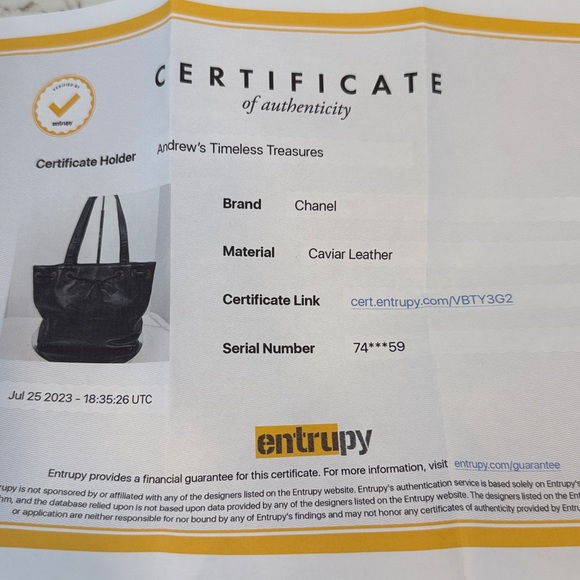 CERTIFICATE
of authenticity
VERIFIED BY
entrupy
Certificate Holder Andrew's Timeless Treasures
Brand Chanel
Material Caviar Leather
Certificate Link cert.entrupy.com/VBTY3G2
Serial Number 74***59
Jul 25 2023 - 18:35:26 UTC
entrupy
Entrupy provides a financial guarantee for this certificate. For more information, visit entrupy.com/guarantee
rupy is not sponsored by or affiliated with any of the designers listed on the Entrupy website. Entrupy's authentication service is based solely on Entrupy's
hm, and the database relied upon is not based upon data provided by any of the designers listed on the Entrupy website. The designers listed on the Ent
or application are neither responsible for nor bound by any of Entrupy's findings and may not honor any certificates of authenticity provided by Entru